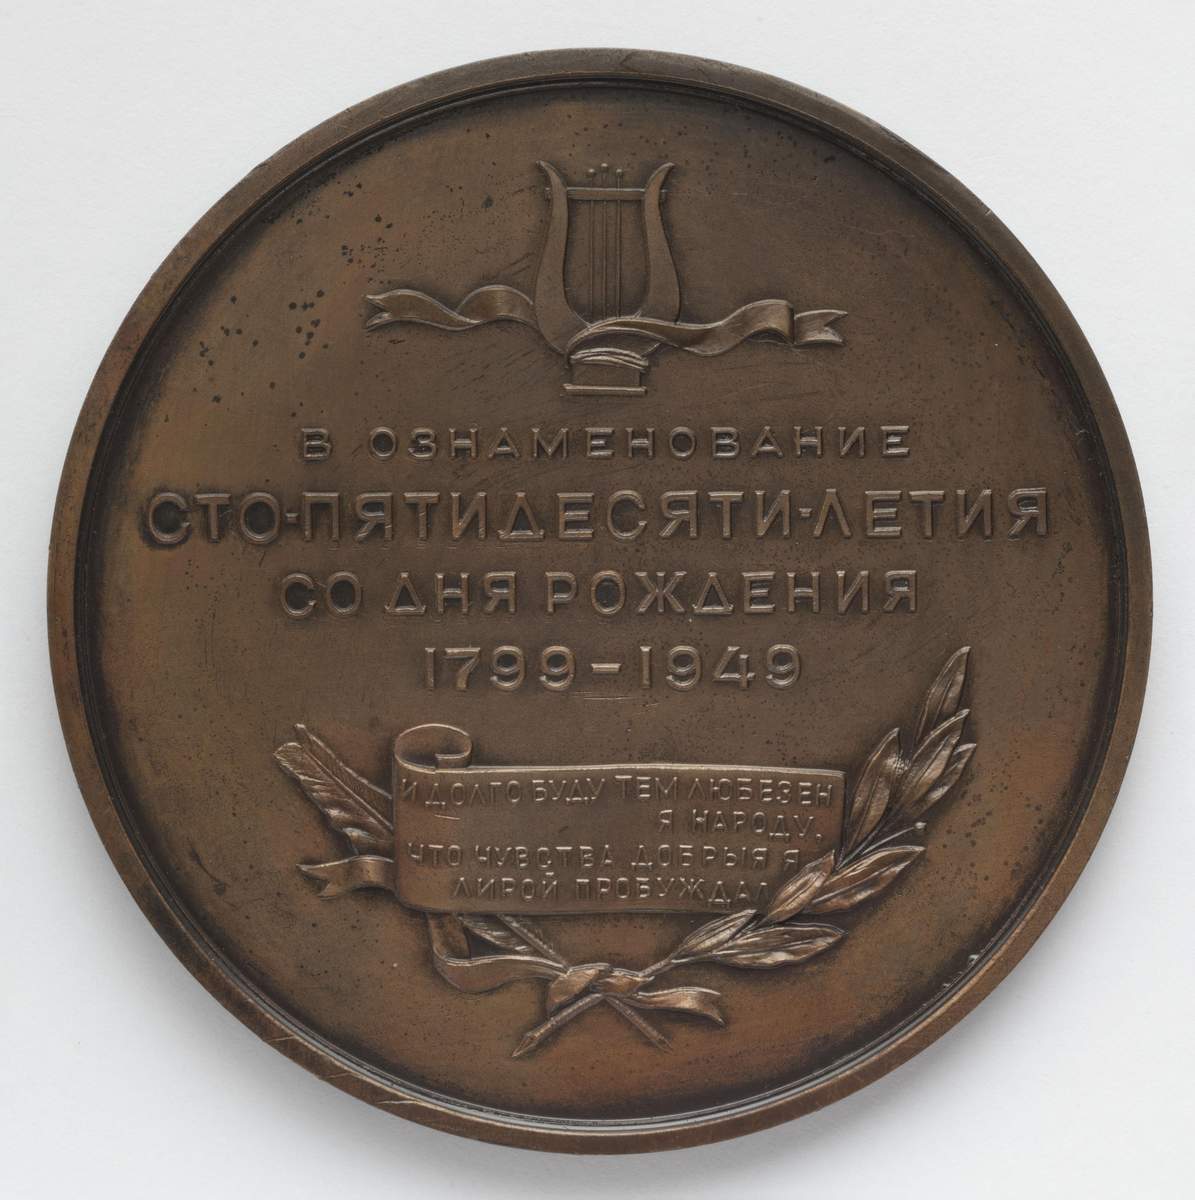 В ОЗНАМЕНОВАНИЕ
СТО-ПЯТИДЕСЯТИ-ЛЕТИЯ
СО ДНЯ РОЖДЕНИЯ
1799-1949
И ДОЛГО БУДУ ТЕМ ЛЮБЕЗЕН
Я НАРОДУ,
ЧТО ЧУВСТВА ДОБРЫЯ Я
ЛИРОЙ ПРОБУЖДАЛ